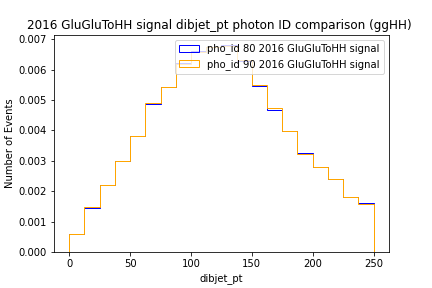 2016 GluGluToHH signal dibjet_pt photon ID comparison (ggHH)
pho_id 80 2016 GluGluToHH signal
pho_id 90 2016 GluGluToHH signal
Number of Events
0.007
0.006
0.005
0.004
0.003
0.002
0.001
0.000
0 50 100 150 200 250
dibjet_pt